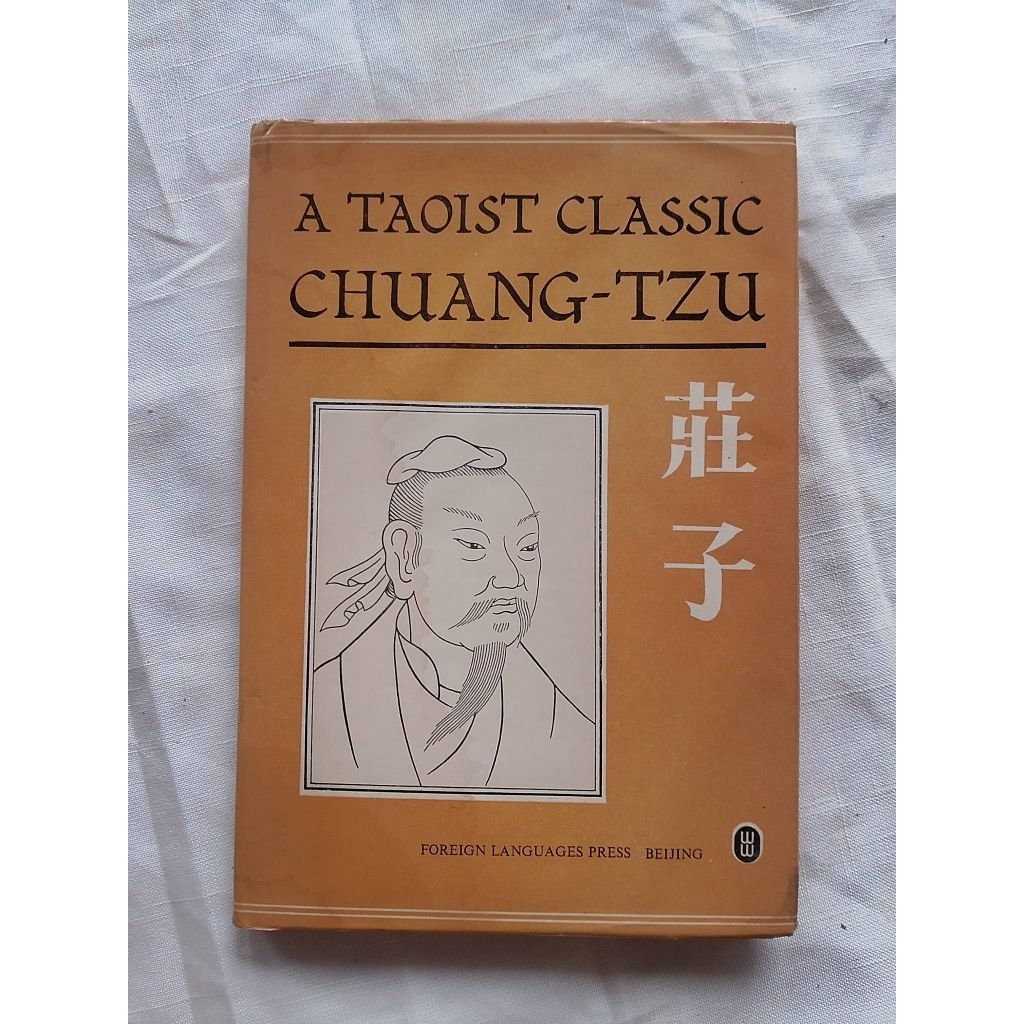 A TAOIST CLASSIC
CHUANG-TZU
莊子
FOREIGN LANGUAGES PRESS BEIJING